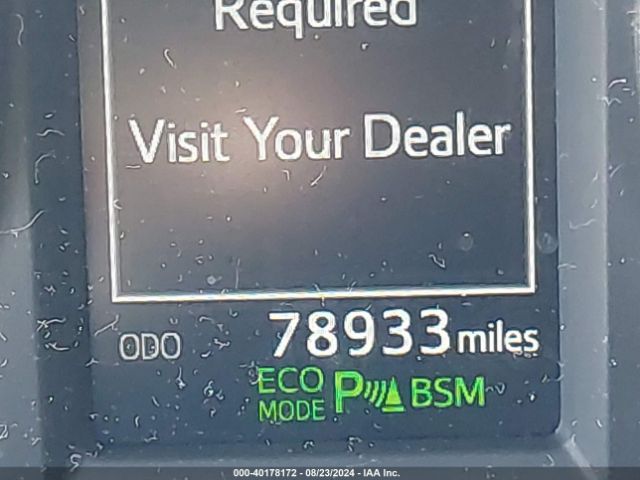 Required
Visit Your Dealer
ODO 78933 miles
ECO MODE P BSM
000-40178172 - 08/23/2024 - IAA Inc.